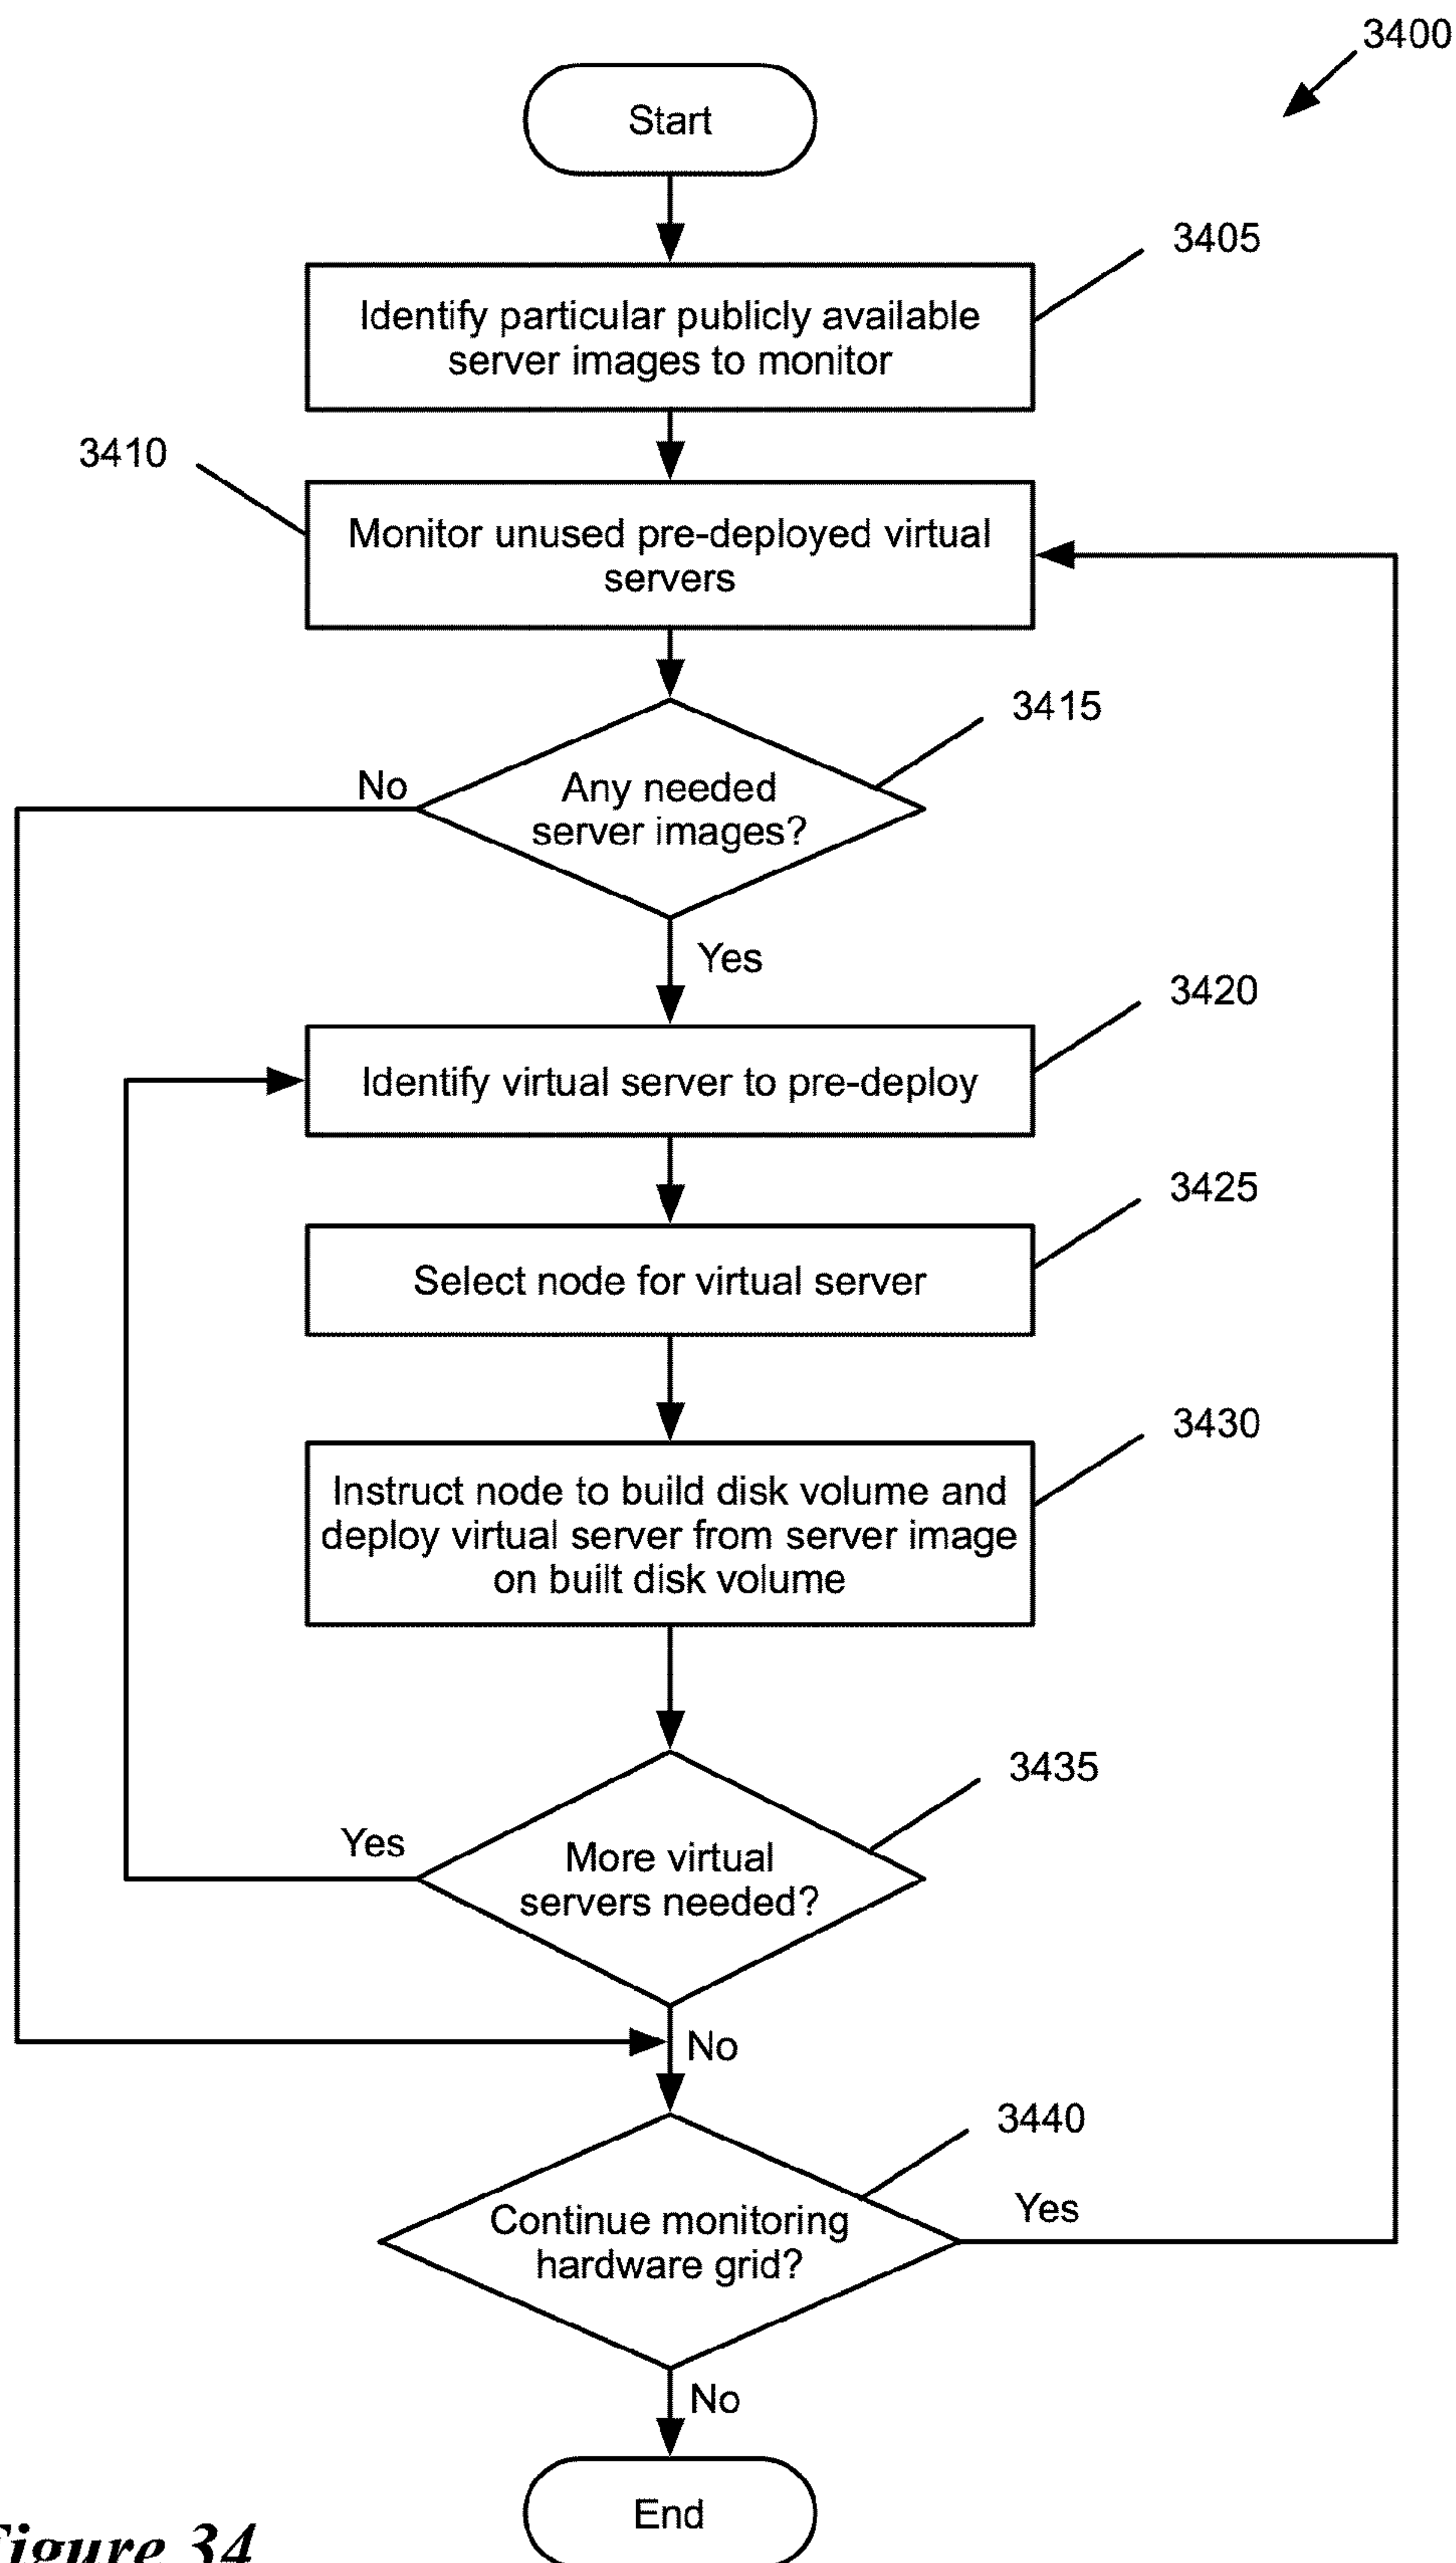 3400
Start
3405
Identify particular publicly available
server images to monitor
3410
Monitor unused pre-deployed virtual
servers
3415
No
Any needed
server images?
Yes
3420
Identify virtual server to pre-deploy
3425
Select node for virtual server
3430
Instruct node to build disk volume and
deploy virtual server from server image
on built disk volume
3435
Yes
More virtual
servers needed?
No
3440
Continue monitoring
hardware grid?
Yes
No
End
Figure 34